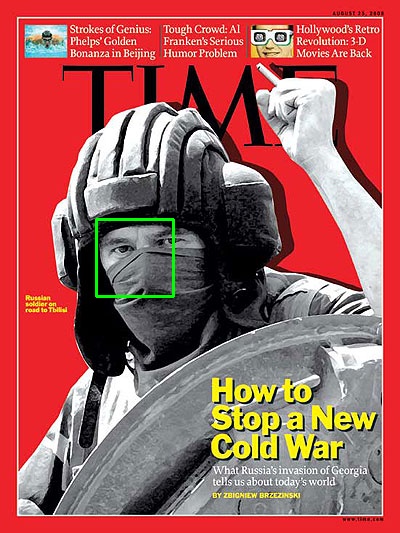 AUGUST 25, 2008
Strokes of Genius:
Phelps' Golden
Bonanza in Beijing
Tough Crowd: Al
Franken's Serious
Humor Problem
Hollywood's Retro
Revolution: 3-D
Movies Are Back
TIME
Russian
soldier on
road to Tbilisi
How to
Stop a New
Cold War
What Russia's invasion of Georgia
tells us about today's world
BY ZBIGNIEW BRZEZINSKI
www.time.com